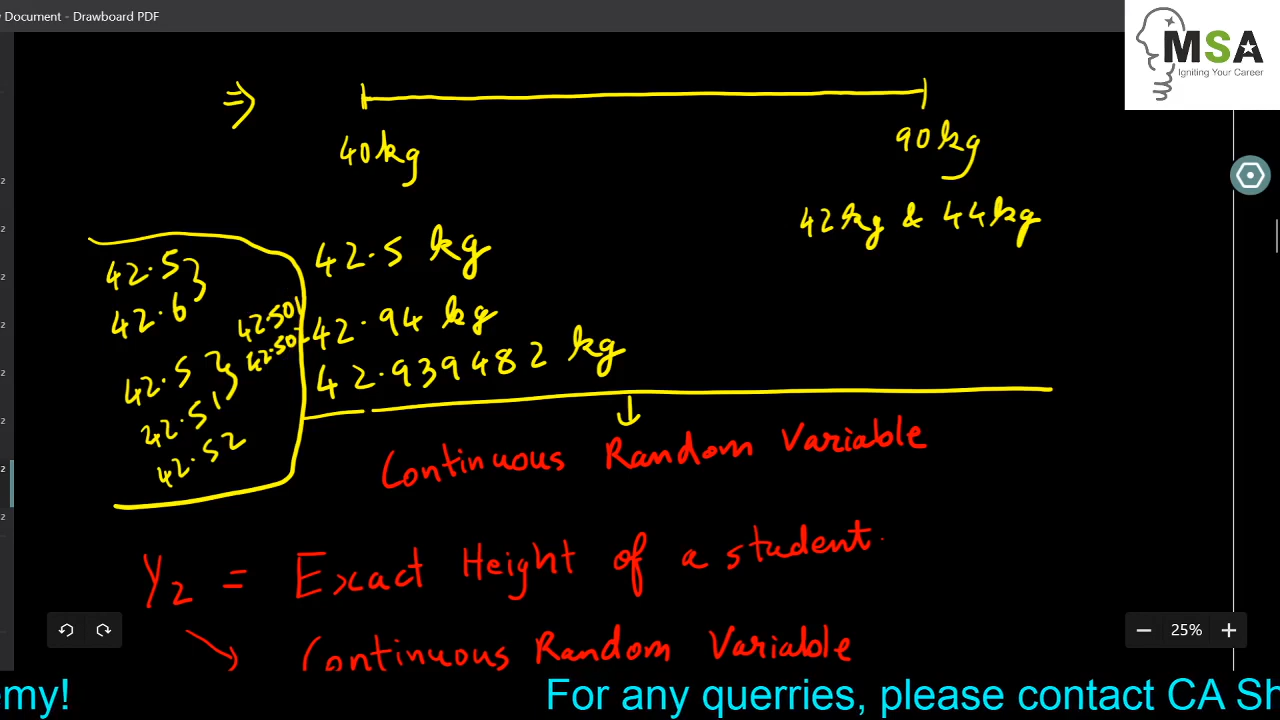 Document - Drawboard PDF
MSA
Igniting Your Career
⇒
40kg
90kg
42kg & 44kg
42.5
42.6
42.5
42.51
42.52
42.501
42.502
42.5 kg
42.94 kg
42.939482 kg
Continuous Random Variable
Y2 = Exact Height of a student.
Continuous Random Variable
25%
emy!
For any querries, please contact CA Sh